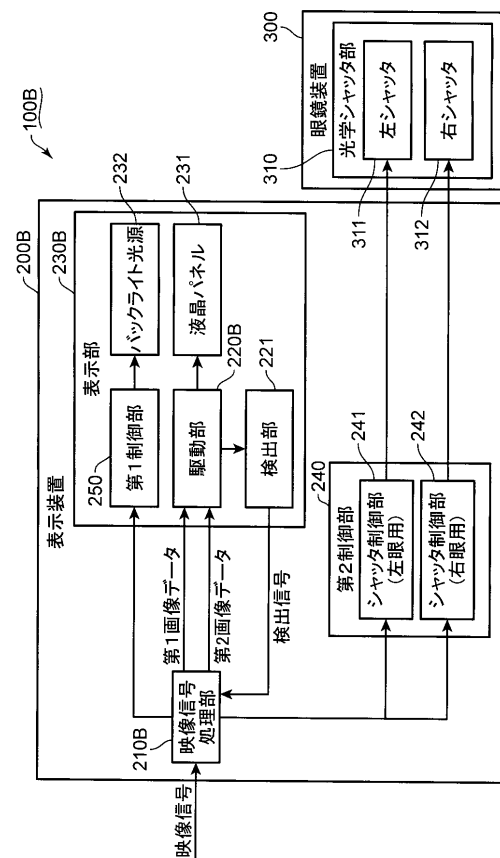 100B
200B
表示装置
230B
表示部
232
バックライト光源
231
液晶パネル
250
第1制御部
220B
駆動部
221
検出部
第1画像データ
第2画像データ
検出信号
210B
映像信号
処理部
映像信号
240
第2制御部
241
シャッタ制御部
(左眼用)
242
シャッタ制御部
(右眼用)
300
眼鏡装置
310
光学シャッタ部
311
左シャッタ
312
右シャッタ